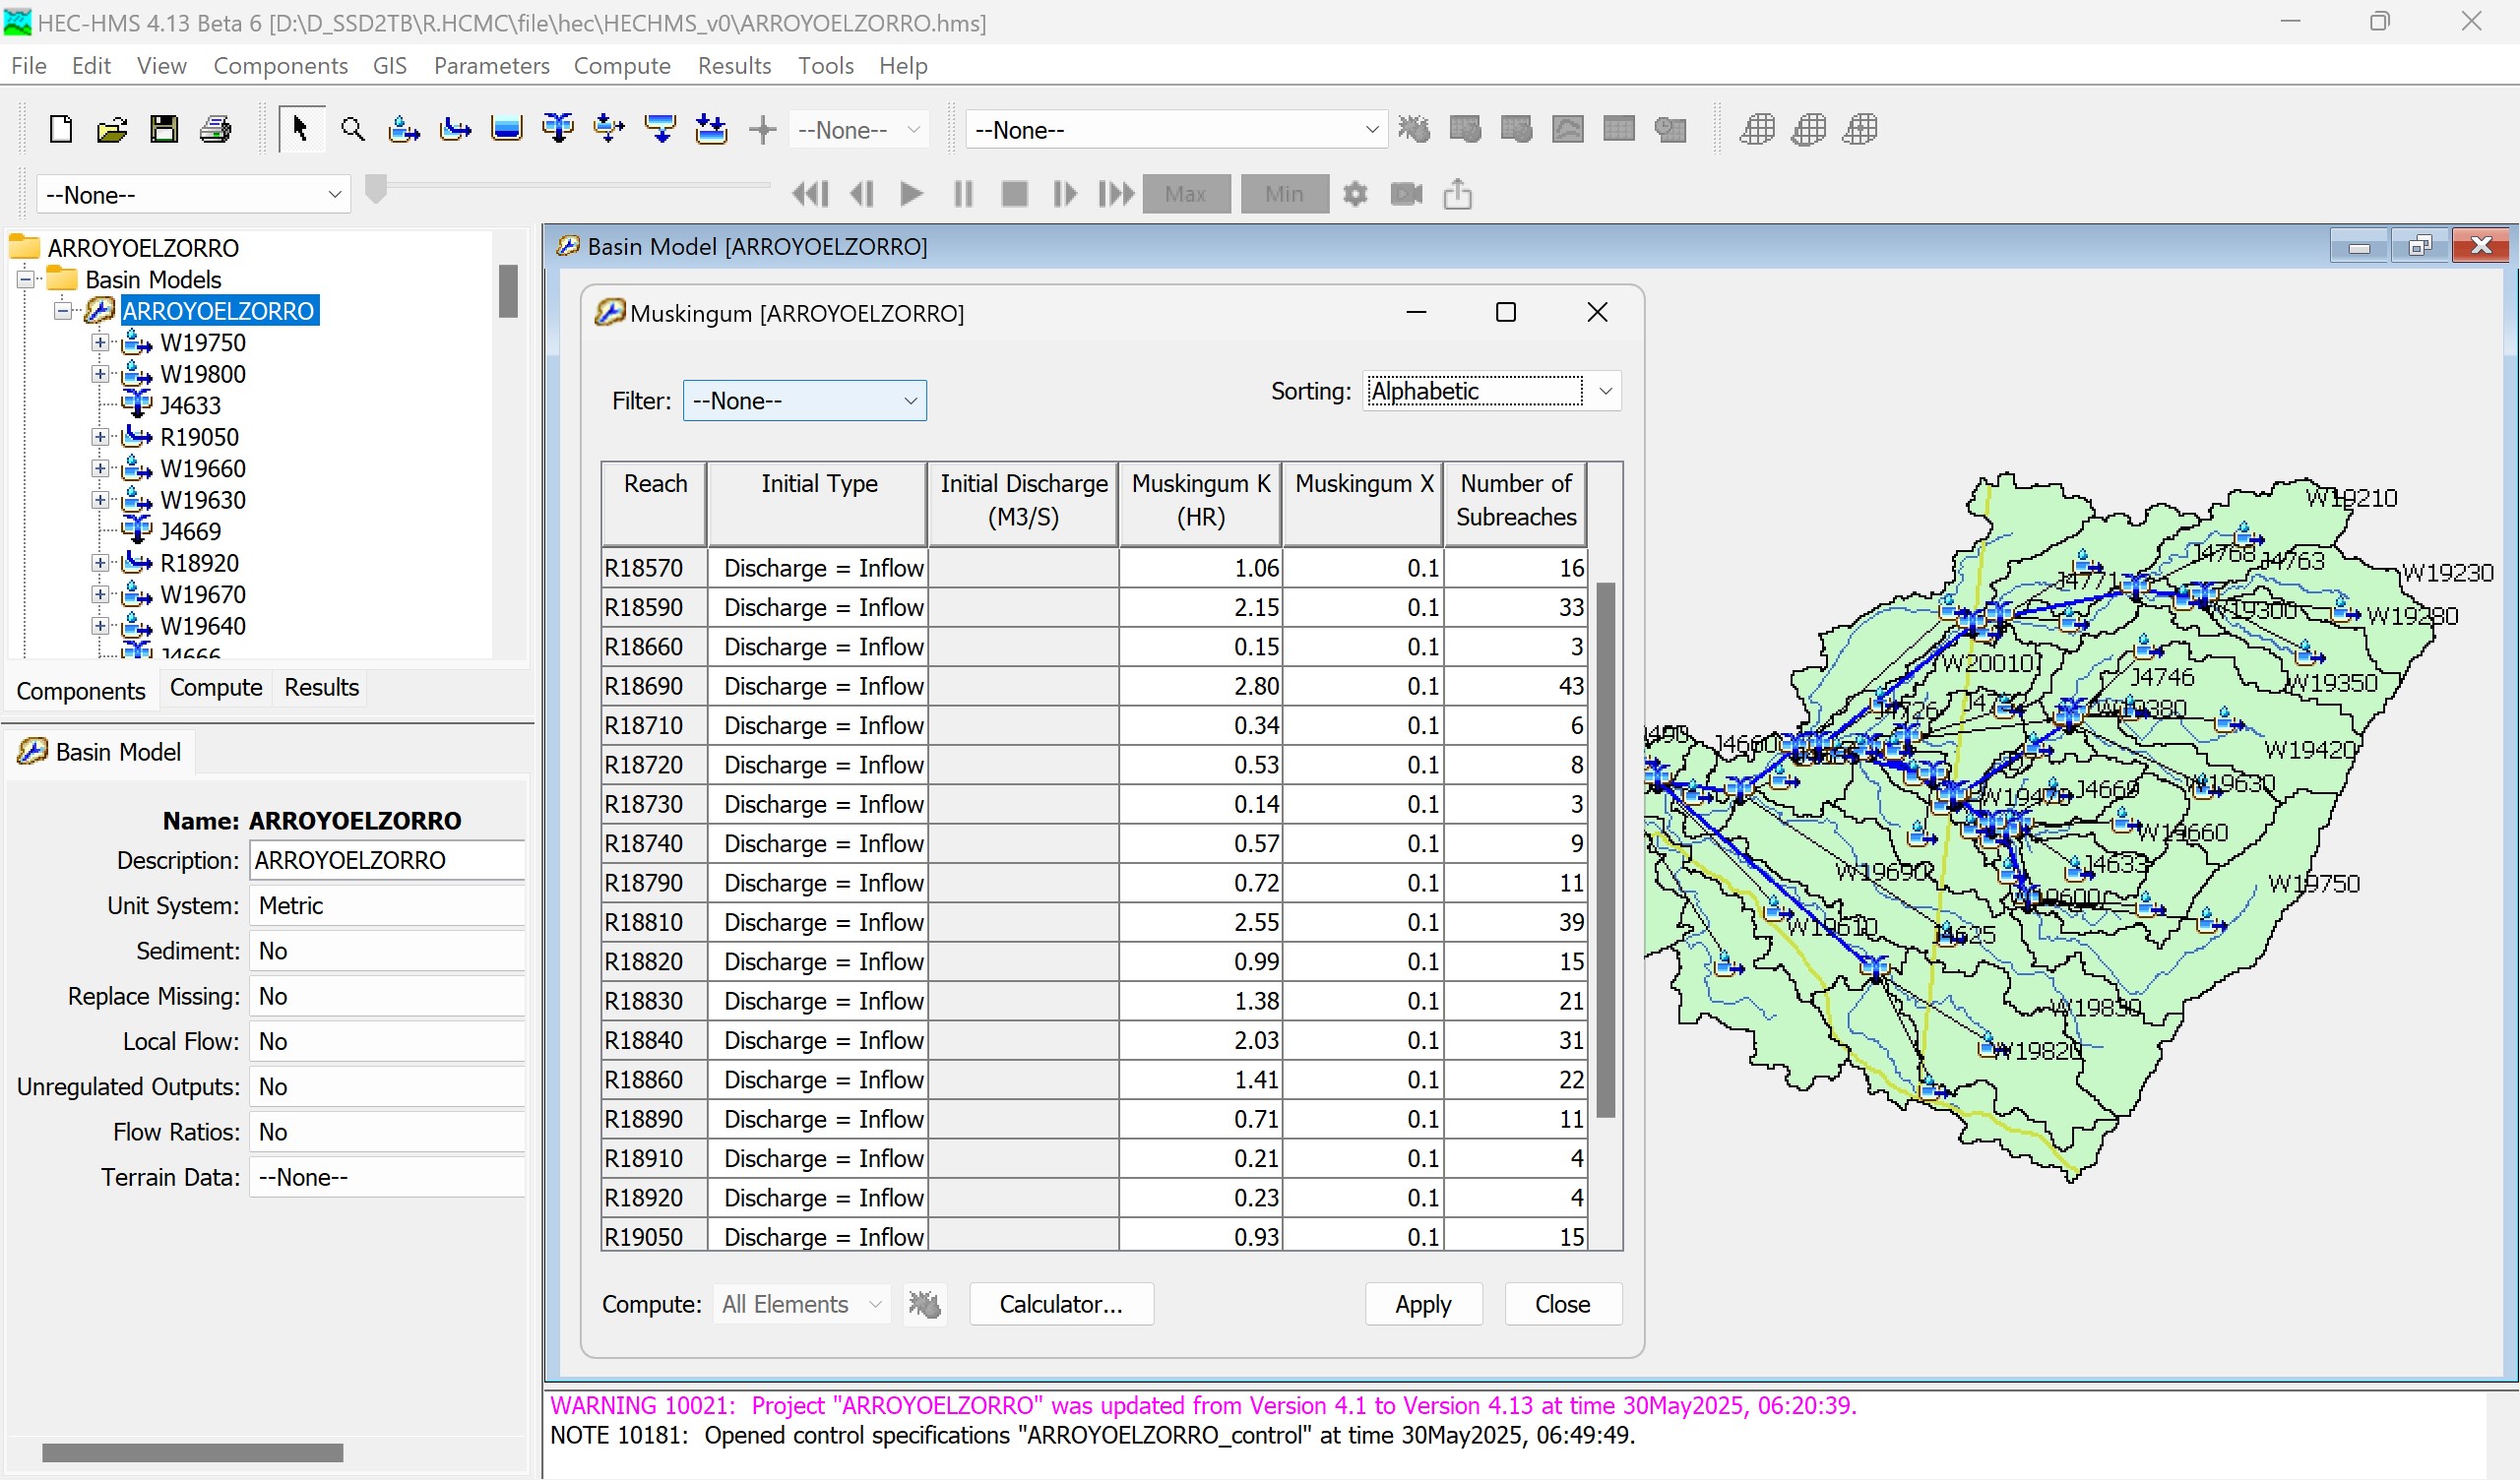 HEC-HMS 4.13 Beta 6 [D:\D_SSD2TB\R.HCMC\file\hec\HECHMS_v0\ARROYOELZORRO.hms]
File Edit View Components GIS Parameters Compute Results Tools Help
--None-- --None--
--None-- Max Min
ARROYOELZORRO
Basin Models
ARROYOELZORRO
W19750
W19800
J4633
R19050
W19660
W19630
J4669
R18920
W19670
W19640
J4666
Components Compute Results
Basin Model
Name: ARROYOELZORRO
Description: ARROYOELZORRO
Unit System: Metric
Sediment: No
Replace Missing: No
Local Flow: No
Unregulated Outputs: No
Flow Ratios: No
Terrain Data: --None--
Basin Model [ARROYOELZORRO]
Muskingum [ARROYOELZORRO]
Filter: --None-- Sorting: Alphabetic
Reach Initial Type Initial Discharge (M3/S) Muskingum K (HR) Muskingum X Number of Subreaches
R18570 Discharge = Inflow 1.06 0.1 16
R18590 Discharge = Inflow 2.15 0.1 33
R18660 Discharge = Inflow 0.15 0.1 3
R18690 Discharge = Inflow 2.80 0.1 43
R18710 Discharge = Inflow 0.34 0.1 6
R18720 Discharge = Inflow 0.53 0.1 8
R18730 Discharge = Inflow 0.14 0.1 3
R18740 Discharge = Inflow 0.57 0.1 9
R18790 Discharge = Inflow 0.72 0.1 11
R18810 Discharge = Inflow 2.55 0.1 39
R18820 Discharge = Inflow 0.99 0.1 15
R18830 Discharge = Inflow 1.38 0.1 21
R18840 Discharge = Inflow 2.03 0.1 31
R18860 Discharge = Inflow 1.41 0.1 22
R18890 Discharge = Inflow 0.71 0.1 11
R18910 Discharge = Inflow 0.21 0.1 4
R18920 Discharge = Inflow 0.23 0.1 4
R19050 Discharge = Inflow 0.93 0.1 15
Compute: All Elements Calculator... Apply Close
W19210
J4768 J4763
W19230
J4771
W19300
W19280
W20010
J4746
W19350
W19380
J4726
J4660
W19420
W19630
J4669
W19470
W19660
J4633
W19690
W19750
W19600
W19610
J4625
W19830
W19820
WARNING 10021: Project "ARROYOELZORRO" was updated from Version 4.1 to Version 4.13 at time 30May2025, 06:20:39.
NOTE 10181: Opened control specifications "ARROYOELZORRO_control" at time 30May2025, 06:49:49.